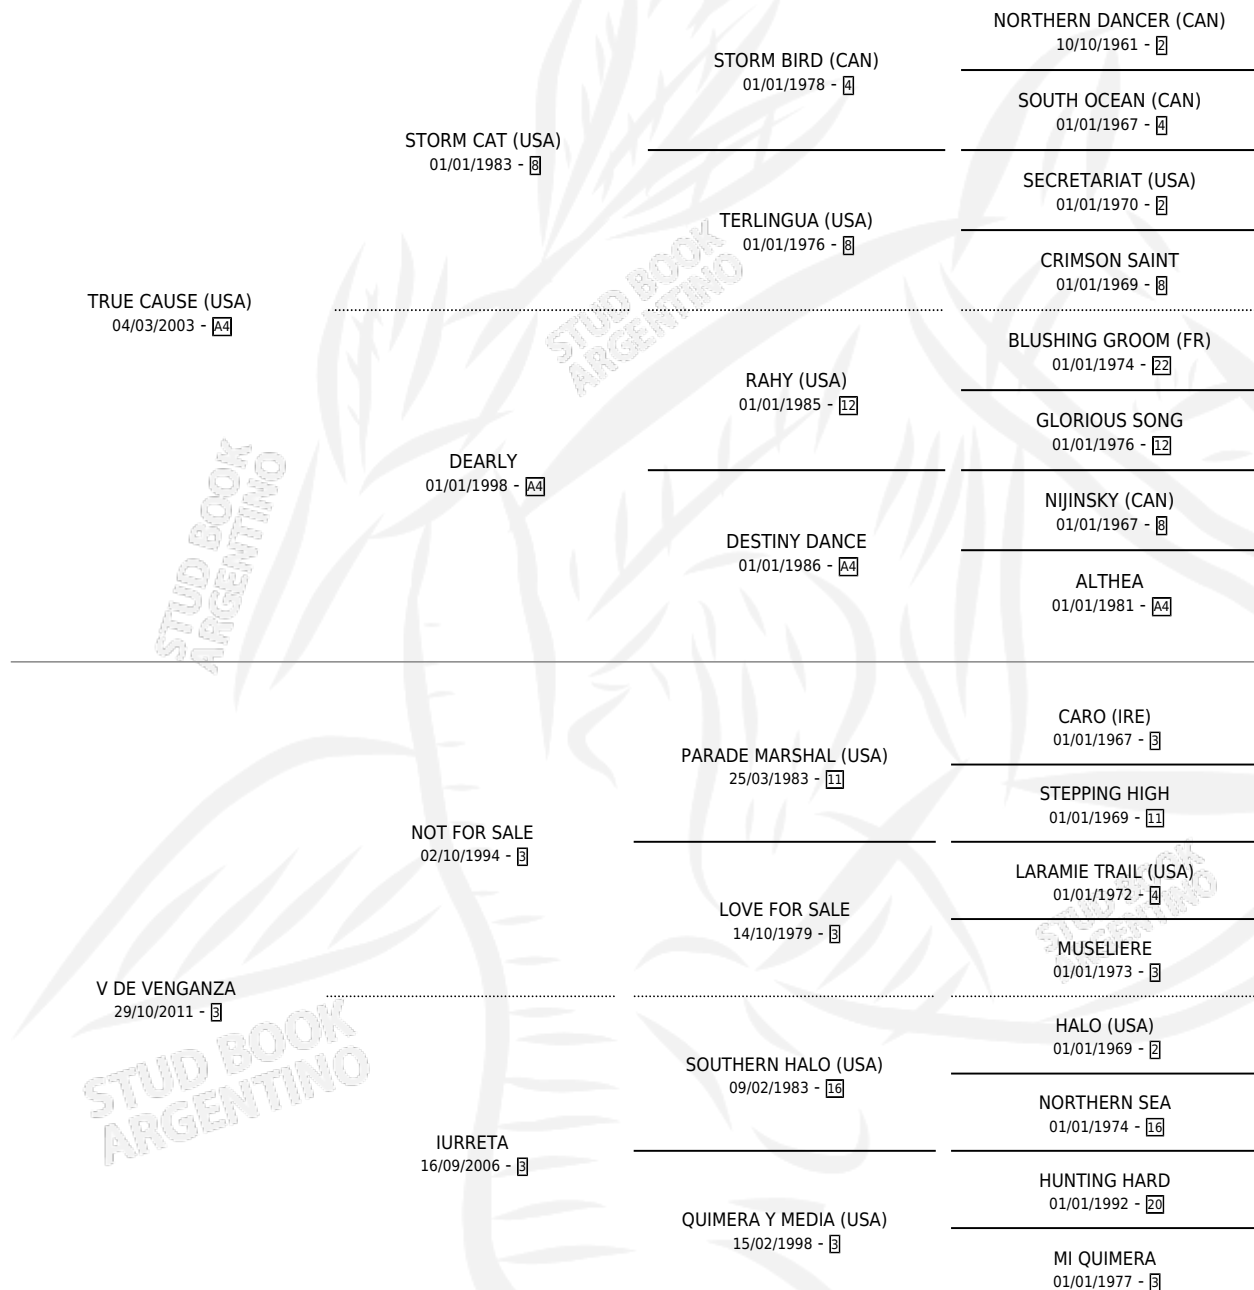 NORTHERN DANCER (CAN)
10/10/1961 - 2
STORM BIRD (CAN)
01/01/1978 - 4
SOUTH OCEAN (CAN)
01/01/1967 - 4
STORM CAT (USA)
01/01/1983 - 8
SECRETARIAT (USA)
01/01/1970 - 2
TERLINGUA (USA)
01/01/1976 - 8
CRIMSON SAINT
01/01/1969 - 8
TRUE CAUSE (USA)
04/03/2003 - A4
BLUSHING GROOM (FR)
01/01/1974 - 22
RAHY (USA)
01/01/1985 - 12
GLORIOUS SONG
01/01/1976 - 12
DEARLY
01/01/1998 - A4
NIJINSKY (CAN)
01/01/1967 - 8
DESTINY DANCE
01/01/1986 - A4
ALTHEA
01/01/1981 - A4
CARO (IRE)
01/01/1967 - 3
PARADE MARSHAL (USA)
25/03/1983 - 11
STEPPING HIGH
01/01/1969 - 11
NOT FOR SALE
02/10/1994 - 3
LARAMIE TRAIL (USA)
01/01/1972 - 4
LOVE FOR SALE
14/10/1979 - 3
MUSELIERE
01/01/1973 - 3
V DE VENGANZA
29/10/2011 - 3
HALO (USA)
01/01/1969 - 2
SOUTHERN HALO (USA)
09/02/1983 - 16
NORTHERN SEA
01/01/1974 - 16
IURRETA
16/09/2006 - 3
HUNTING HARD
01/01/1992 - 20
QUIMERA Y MEDIA (USA)
15/02/1998 - 3
MI QUIMERA
01/01/1977 - 3
STUD BOOK
ARGENTINO
STUD BOOK
ARGENTINO
STUD BOOK
ARGENTINO
STUD BOOK
ARGENTINO